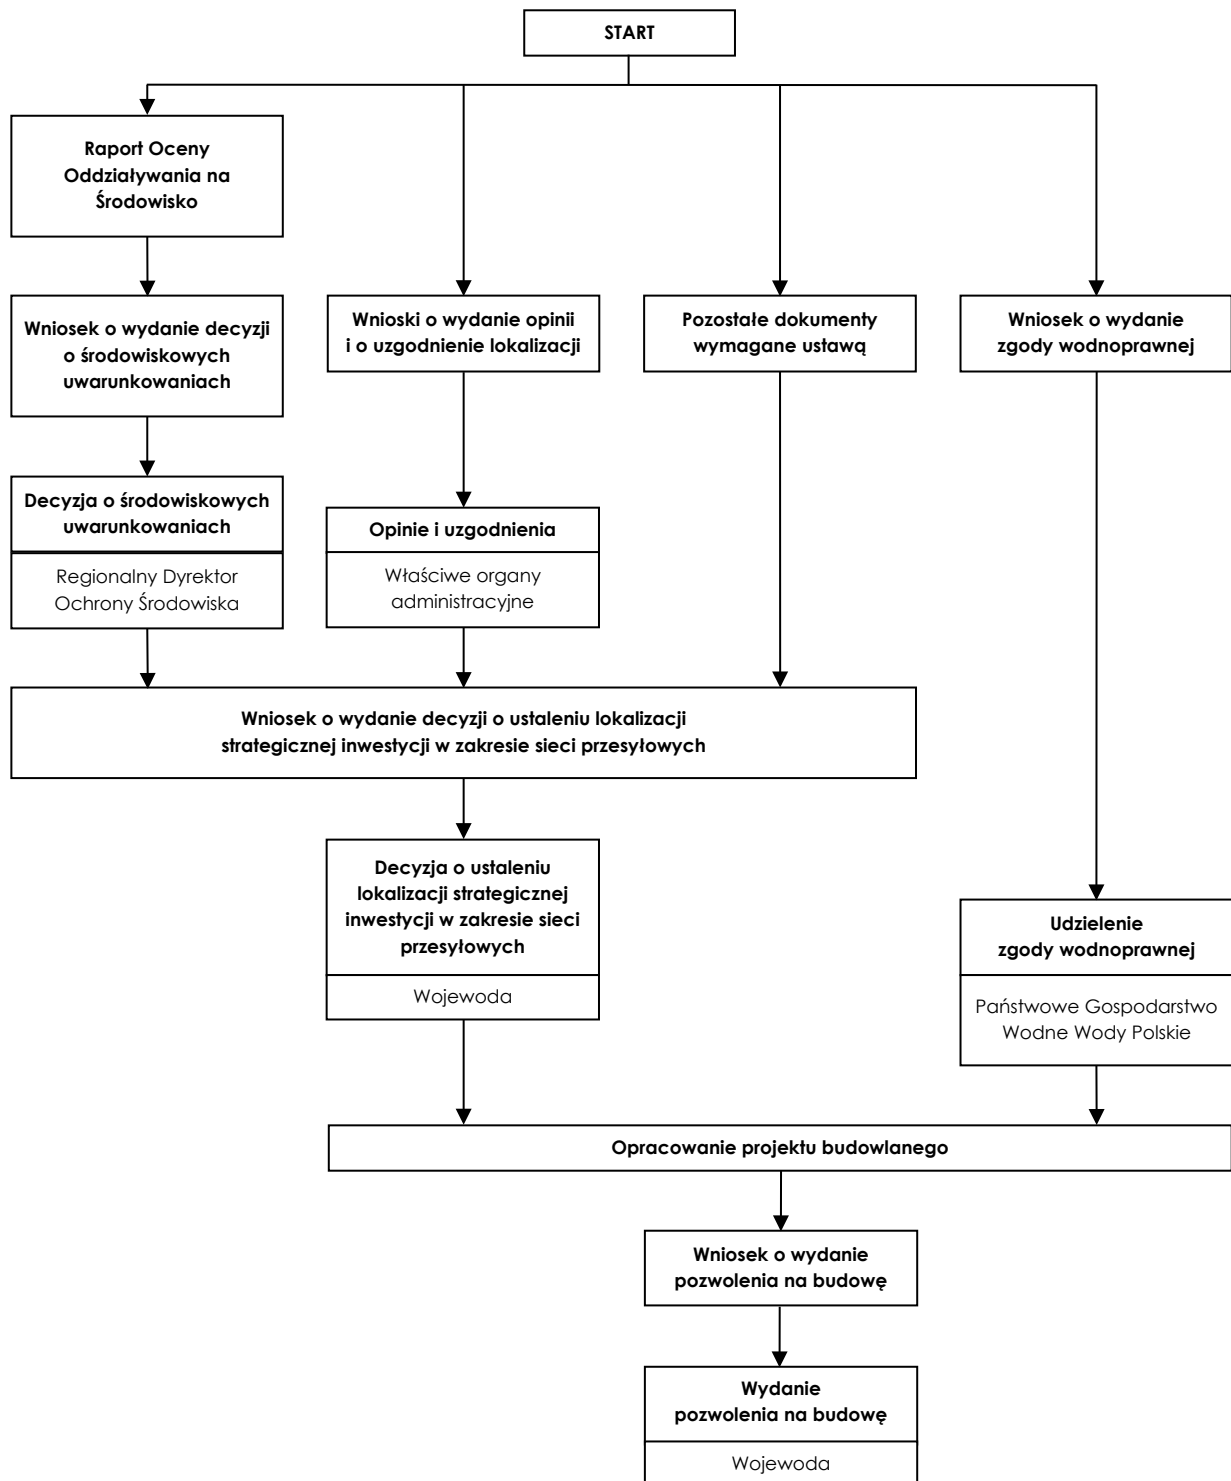 START
Raport Oceny
Oddziaływania na
Środowisko
Wniosek o wydanie decyzji
o środowiskowych
uwarunkowaniach
Wnioski o wydanie opinii
i o uzgodnienie lokalizacji
Pozostałe dokumenty
wymagane ustawą
Wniosek o wydanie
zgody wodnoprawnej
Decyzja o środowiskowych
uwarunkowaniach
Regionalny Dyrektor
Ochrony Środowiska
Opinie i uzgodnienia
Właściwe organy
administracyjne
Wniosek o wydanie decyzji o ustaleniu lokalizacji
strategicznej inwestycji w zakresie sieci przesyłowych
Decyzja o ustaleniu
lokalizacji strategicznej
inwestycji w zakresie sieci
przesyłowych
Wojewoda
Udzielenie
zgody wodnoprawnej
Państwowe Gospodarstwo
Wodne Wody Polskie
Opracowanie projektu budowlanego
Wniosek o wydanie
pozwolenia na budowę
Wydanie
pozwolenia na budowę
Wojewoda